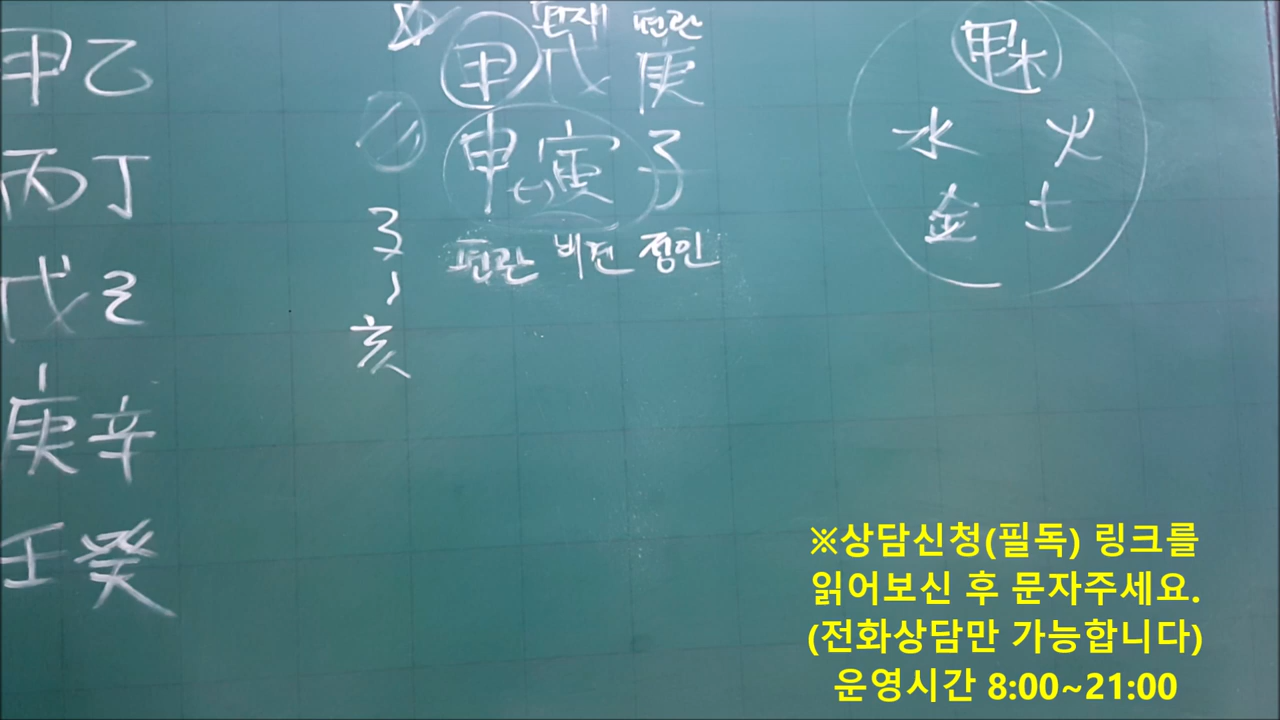 甲乙
丙丁
戊己
庚辛
壬癸
편재 편관
甲戊庚
申寅子
(-)
편관 비견 정인
子
亥
甲木
水 火
金 土
※상담신청(필독) 링크를
읽어보신 후 문자주세요.
(전화상담만 가능합니다)
운영시간 8:00~21:00